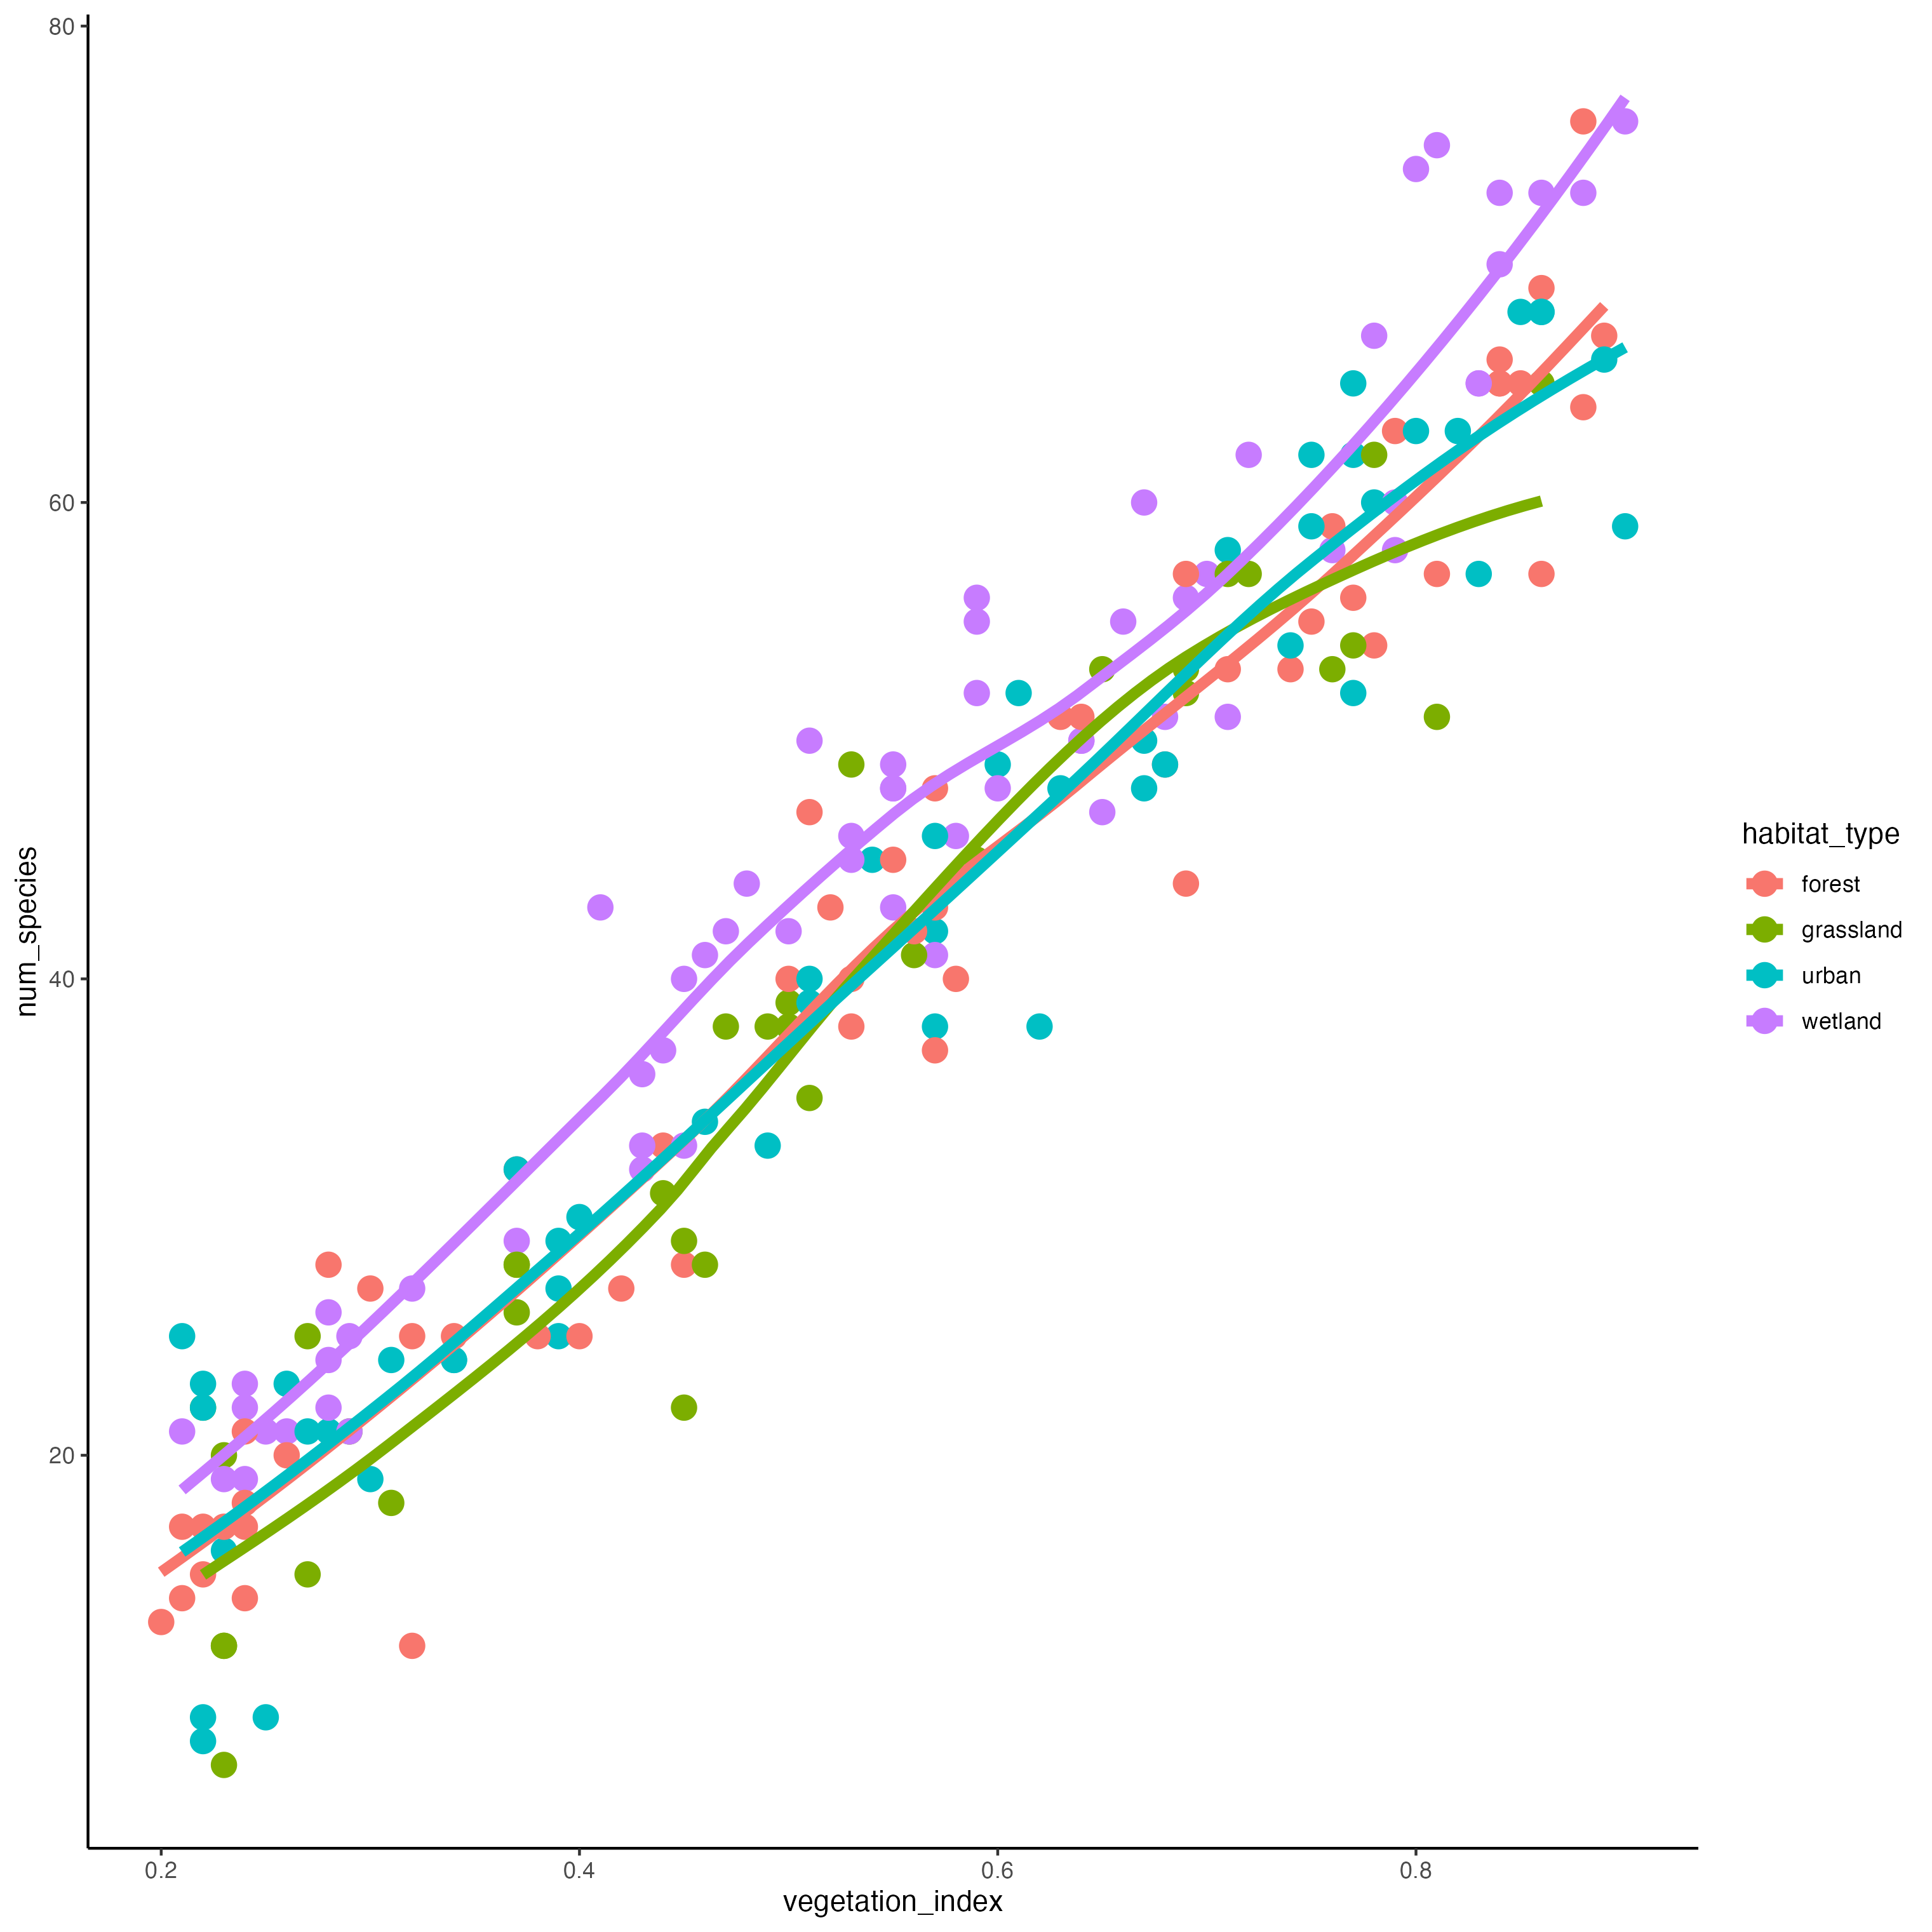 80
60
40
20
num_species
0.2 0.4 0.6 0.8
vegetation_index
habitat_type
forest
grassland
urban
wetland